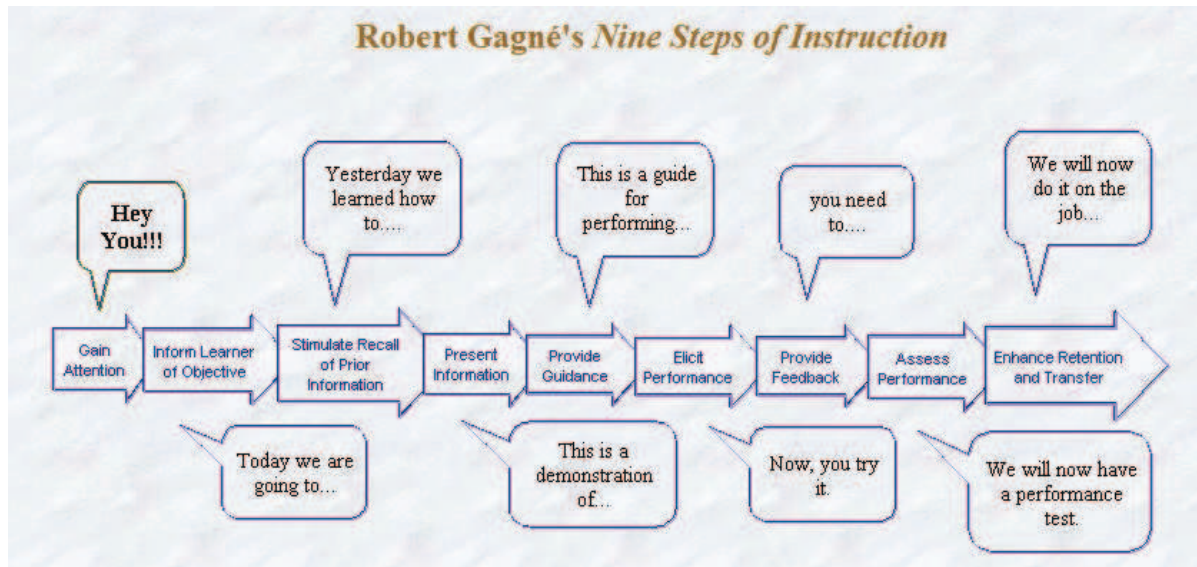 Robert Gagné's Nine Steps of Instruction
Hey
You!!!
Yesterday we
learned how
to....
This is a guide
for
performing...
you need
to....
We will now
do it on the
job...
Gain
Attention
Inform Learner
of Objective
Stimulate Recall
of Prior
Information
Present
Information
Provide
Guidance
Elicit
Performance
Provide
Feedback
Assess
Performance
Enhance Retention
and Transfer
Today we are
going to...
This is a
demonstration
of...
Now, you try
it.
We will now have
a performance
test.